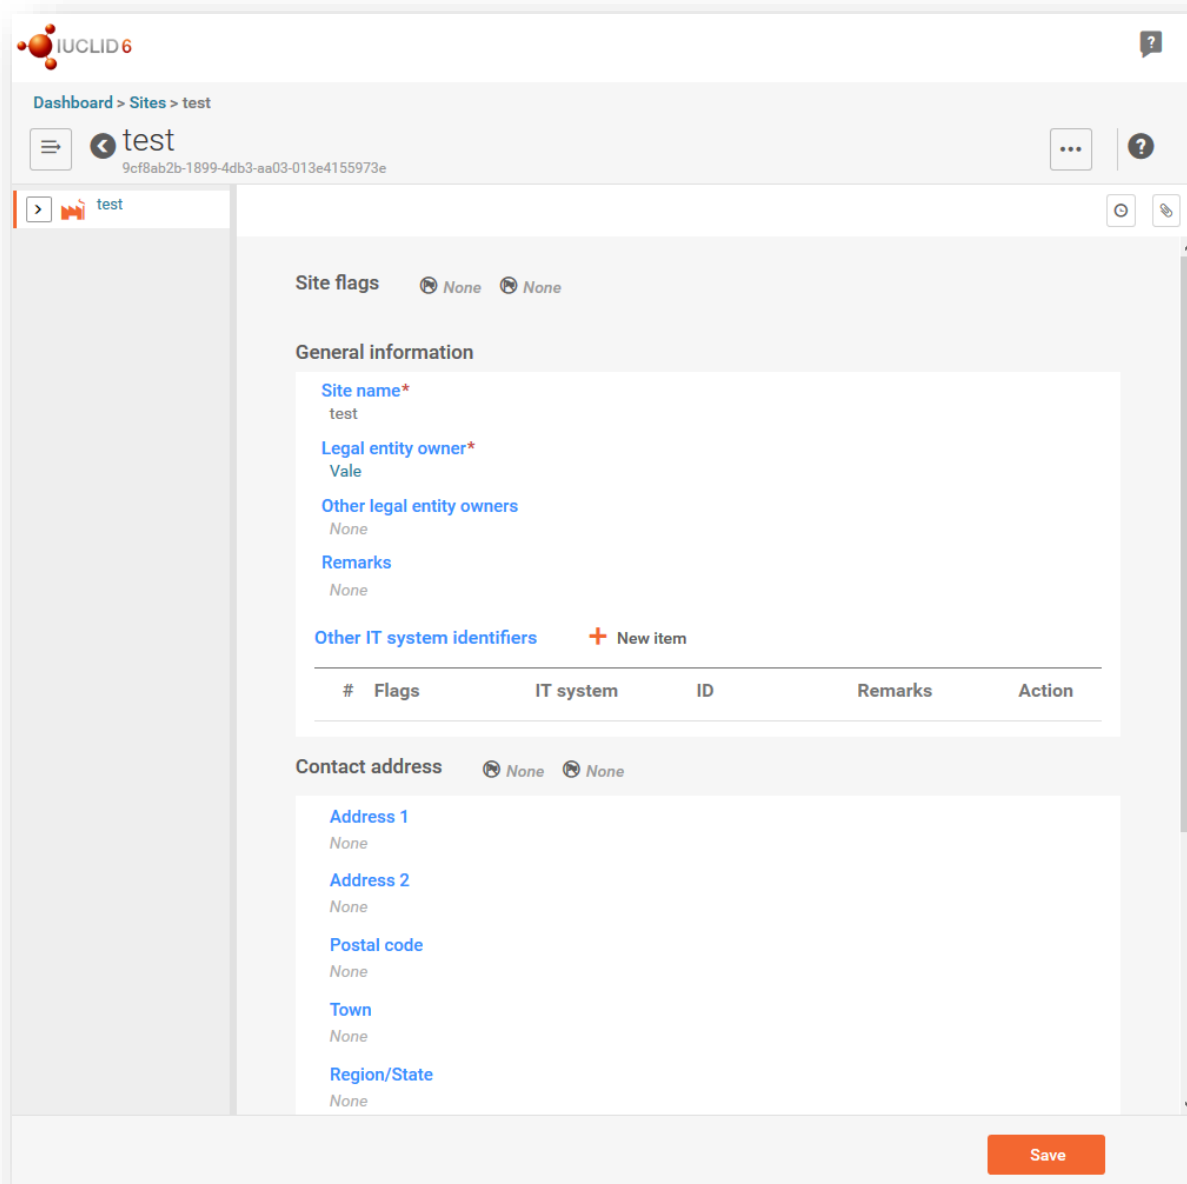 IUCLID 6
?
Dashboard > Sites > test
test
9cf8ab2b-1899-4db3-aa03-013e4155973e
?
test
Site flags None None
General information
Site name*
test
Legal entity owner*
Vale
Other legal entity owners
None
Remarks
None
Other IT system identifiers + New item
# Flags IT system ID Remarks Action
Contact address None None
Address 1
None
Address 2
None
Postal code
None
Town
None
Region/State
None
Save